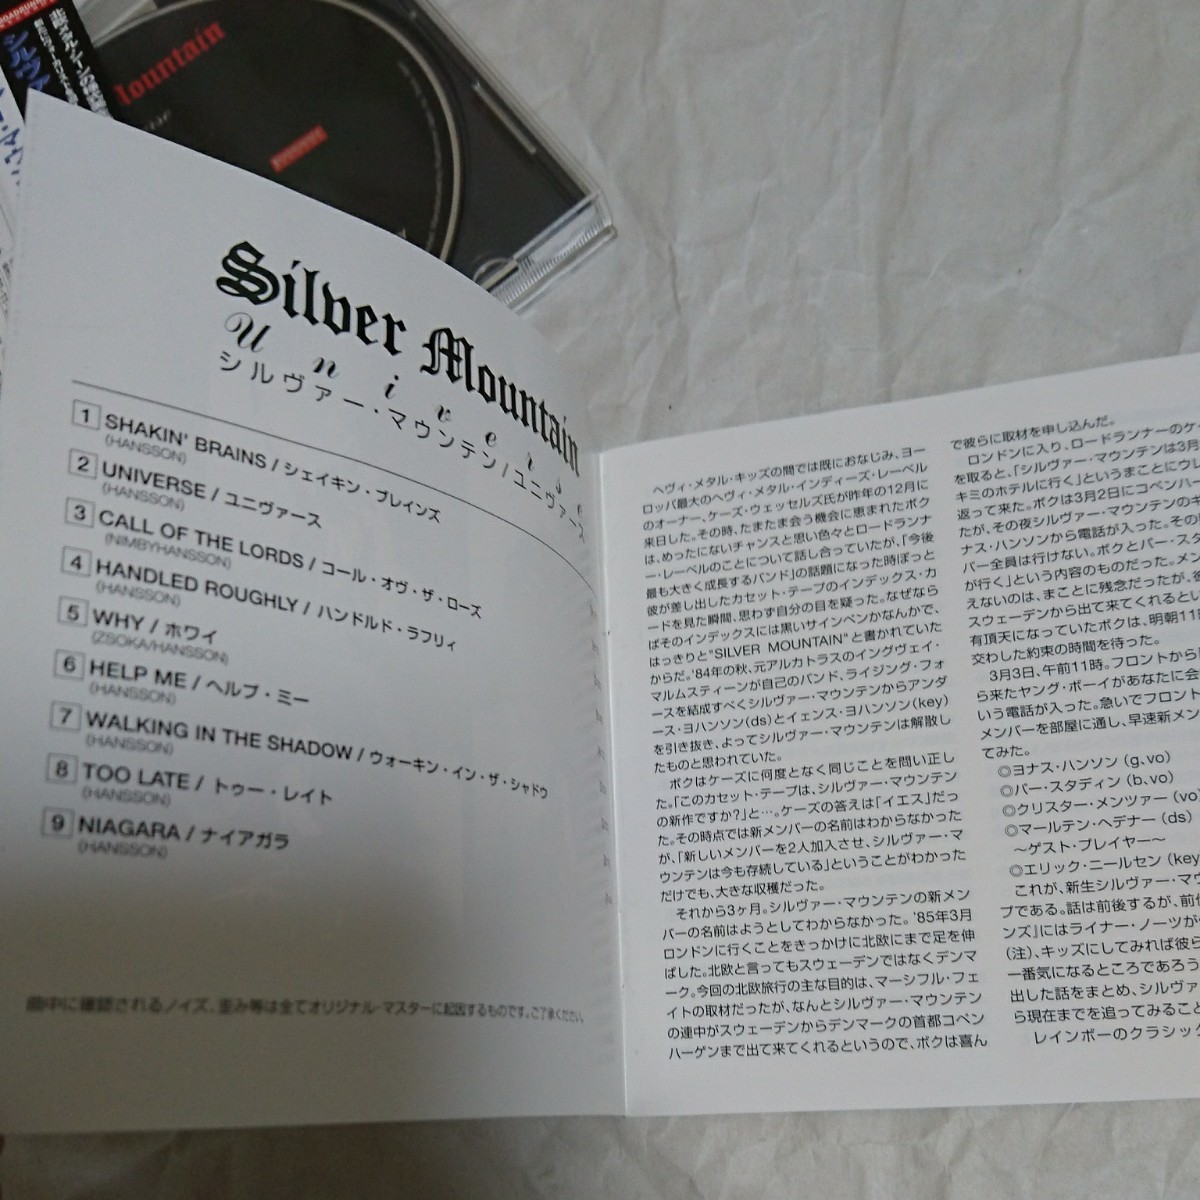 Mountain
Silver Mountain
Universe
シルヴァー・マウンテン/ユニヴァース
1 SHAKIN' BRAINS / シェイキン・ブレインズ
(HANSSON)
2 UNIVERSE / ユニヴァース
(HANSSON)
3 CALL OF THE LORDS / コール・オヴ・ザ・ローズ
(NIMBYHANSSON)
4 HANDLED ROUGHLY / ハンドルド・ラフリィ
(HANSSON)
5 WHY / ホワイ
(ZSOKA/HANSSON)
6 HELP ME / ヘルプ・ミー
(HANSSON)
7 WALKING IN THE SHADOW / ウォーキン・イン・ザ・シャドウ
(HANSSON)
8 TOO LATE / トゥー・レイト
(HANSSON)
9 NIAGARA / ナイアガラ
(HANSSON)
曲中に確認されるノイズ、歪み等は全てオリジナル・マスターに起因するものです。ご了承ください。
ヘヴィ・メタル・キッズの間では既におなじみ、ヨー
ロッパ最大のヘヴィ・メタル・インディーズ・レーベル
のオーナー、ケーズ・ウェッセルズ氏が昨年の12月に
来日した。その時、たまたま会う機会に恵まれたボク
は、めったにないチャンスと思い色々とロードランナ
ー・レーベルのことについて話し合っていたが、「今後
最も大きく成長するバンド」の話題になった時ぽっと
彼が差し出したカセット・テープのインデックス・カ
ードを見た瞬間、思わず自分の目を疑った。なぜなら
ばそのインデックスには黒いサインペンかなんかで、
はっきりと"SILVER MOUNTAIN"と書かれていた
からだ。'84年の秋、元アルカトラスのイングヴェイ・
マルムスティーンが自己のバンド、ライジング・フォ
ースを結成すべくシルヴァー・マウンテンからアンダ
ース・ヨハンソン(ds)とイェンス・ヨハンソン(key)
を引き抜き、よってシルヴァー・マウンテンは解散し
たものと思われていた。
ボクはケーズに何度となく同じことを問い正し
た。「このカセット・テープは、シルヴァー・マウンテン
の新作ですか?」と…。ケーズの答えは「イエス」だっ
た。その時点では新メンバーの名前はわからなかった
が、「新しいメンバーを2人加入させ、シルヴァー・マ
ウンテンは今も存続している」ということがわかった
だけでも、大きな収穫だった。
それから3ヶ月。シルヴァー・マウンテンの新メン
バーの名前はようとしてわからなかった。'85年3月
ロンドンに行くことをきっかけに北欧にまで足を伸
ばした。北欧と言ってもスウェーデンではなくデンマ
ーク。今回の北欧旅行の主な目的は、マーシフル・フェ
イトの取材だったが、なんとシルヴァー・マウンテン
の連中がスウェーデンからデンマークの首都コペン
ハーゲンまで出て来てくれるというので、ボクは喜ん
で彼らに取材を申し込んだ。
ロンドンに入り、ロードランナーのケ
を取ると、「シルヴァー・マウンテンは3月
キミのホテルに行く」というまことにウレ
返って来た。ボクは3月2日にコペンハー
たが、その夜シルヴァー・マウンテンのキ
ナス・ハンソンから電話が入った。その
バー全員は行けない。ボクとパー・スタ
が行く」という内容のものだった。メン
えないのは、まことに残念だったが、
スウェーデンから出て来てくれるとい
有頂天になっていたボクは、明朝11
交わした約束の時間を待った。
3月3日、午前11時。フロントから
ら来たヤング・ボーイがあなたに会
いう電話が入った。急いでフロント
メンバーを部屋に通し、早速新メン
てみた。
◎ヨナス・ハンソン (g.vo)
◎パー・スタディン (b.vo)
◎クリスター・メンツァー (vo)
◎マールテン・ヘデナー (ds)
〜ゲスト・プレイヤー〜
◎エリック・ニールセン (key
これが、新生シルヴァー・マウ
プである。話は前後するが、前作
ンズ』にはライナー・ノーツが
(注)、キッズにしてみれば彼ら
一番気になるところであろう
出した話をまとめ、シルヴァ
ら現在までを追ってみること
レインボーのクラシック